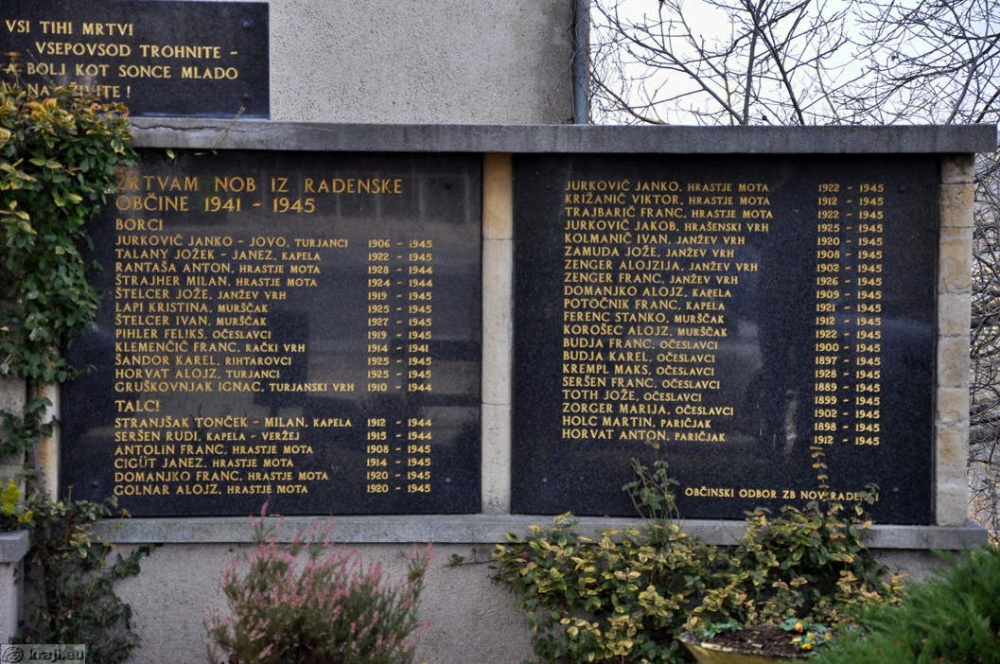 VSI TIHI MRTVI
VSEPOVSOD TROHNITE -
A BOLJ KOT SONCE MLADO
V NAS ŽIVITE !
ŽRTVAM NOB IZ RADENSKE
OBČINE 1941 - 1945
BORCI
JURKOVIČ JANKO - JOVO, TURJANCI 1906 - 1945
TALANY JOŽEK - JANEZ, KAPELA 1922 - 1945
RANTAŠA ANTON, HRASTJE MOTA 1928 - 1944
ŠTRAJHER MILAN, HRASTJE MOTA 1924 - 1944
ŠTELCER JOŽE, JANŽEV VRH 1919 - 1945
LAPI KRISTINA, MURŠČAK 1925 - 1945
ŠTELCER IVAN, MURŠČAK 1927 - 1945
PIHLER FELIKS, OČESLAVCI 1919 - 1945
KLEMENČIČ FRANC, RAČKI VRH 1914 - 1941
ŠANDOR KAREL, RIHTAROVCI 1925 - 1945
HORVAT ALOJZ, TURJANCI 1925 - 1945
GRUŠKOVNJAK IGNAC, TURJANSKI VRH 1910 - 1944
TALCI
STRANJŠAK TONČEK - MILAN, KAPELA 1912 - 1944
SERŠEN RUDI, KAPELA - VERŽEJ 1915 - 1944
ANTOLIN FRANC, HRASTJE MOTA 1908 - 1945
CIGÜT JANEZ, HRASTJE MOTA 1914 - 1945
DOMANJKO FRANC, HRASTJE MOTA 1920 - 1945
GOLNAR ALOJZ, HRASTJE MOTA 1920 - 1945
JURKOVIČ JANKO, HRASTJE MOTA 1922 - 1945
KRIŽANIČ VIKTOR, HRASTJE MOTA 1912 - 1945
TRAJBARIČ FRANC, HRASTJE MOTA 1922 - 1945
JURKOVIČ JAKOB, HRAŠENSKI VRH 1925 - 1945
KOLMANIČ IVAN, JANŽEV VRH 1920 - 1945
ZAMUDA JOŽE, JANŽEV VRH 1908 - 1945
ZENGER ALOJZIJA, JANŽEV VRH 1902 - 1945
ZENGER FRANC, JANŽEV VRH 1926 - 1945
DOMANJKO ALOJZ, KAPELA 1909 - 1945
POTOČNIK FRANC, KAPELA 1911 - 1945
FERENC STANKO, MURŠČAK 1912 - 1945
KOROŠEC ALOJZ, MURŠČAK 1922 - 1945
BUDJA FRANC, OČESLAVCI 1900 - 1945
BUDJA KAREL, OČESLAVCI 1897 - 1945
KREMPL MAKS, OČESLAVCI 1928 - 1945
SERŠEN FRANC, OČESLAVCI 1889 - 1945
TOTH JOŽE, OČESLAVCI 1899 - 1945
ZORGER MARIJA, OČESLAVCI 1902 - 1945
HOLC MARTIN, PARIČJAK 1898 - 1945
HORVAT ANTON, PARIČJAK 1912 - 1945
OBČINSKI ODBOR ZB NOV RADENCI
kraji.eu